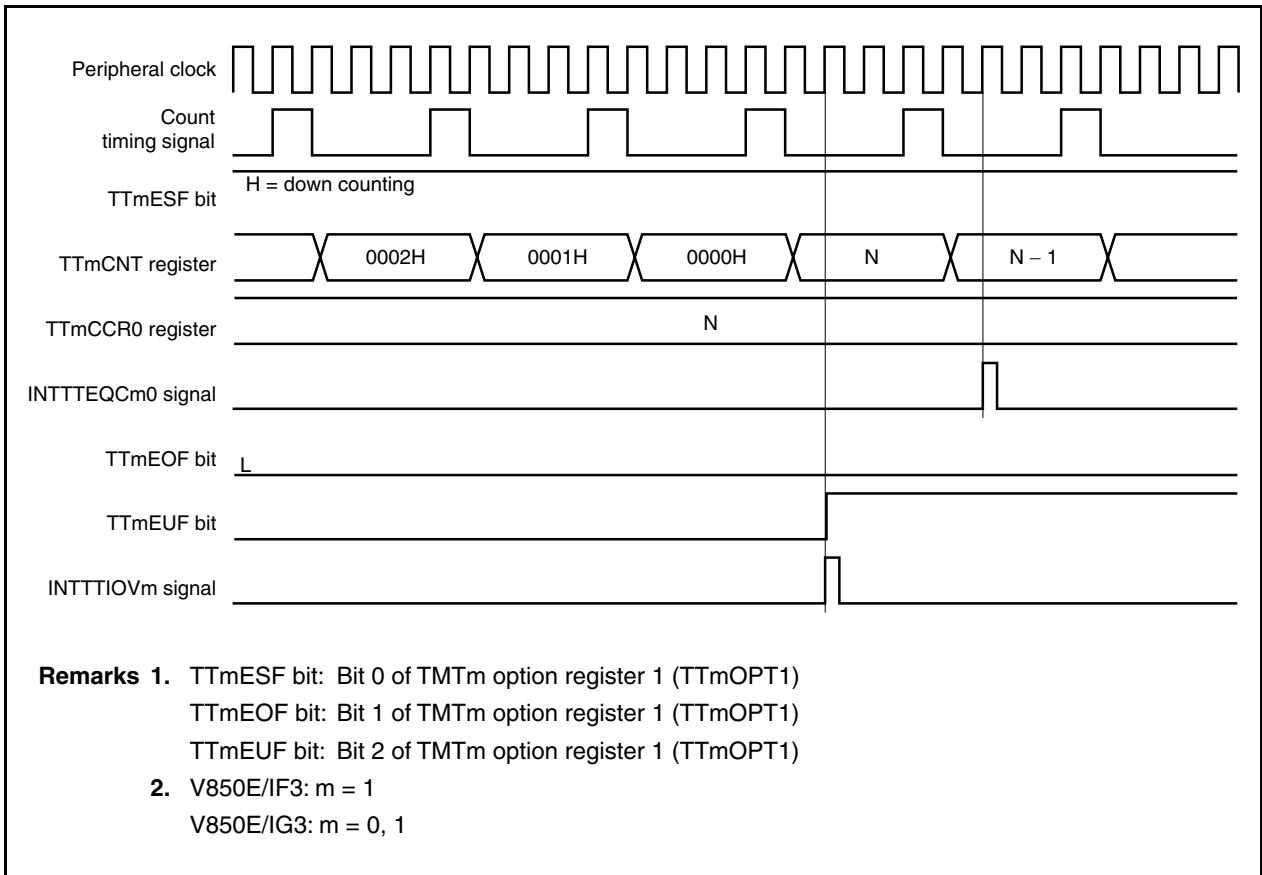 Peripheral clock
Count
timing signal
TTmESF bit
H = down counting
TTmCNT register
0002H
0001H
0000H
N
N – 1
TTmCCR0 register
N
INTTTEQCm0 signal
TTmEOF bit
L
TTmEUF bit
INTTTIOVm signal
Remarks 1. TTmESF bit: Bit 0 of TMTm option register 1 (TTmOPT1)
TTmEOF bit: Bit 1 of TMTm option register 1 (TTmOPT1)
TTmEUF bit: Bit 2 of TMTm option register 1 (TTmOPT1)
2. V850E/IF3: m = 1
V850E/IG3: m = 0, 1